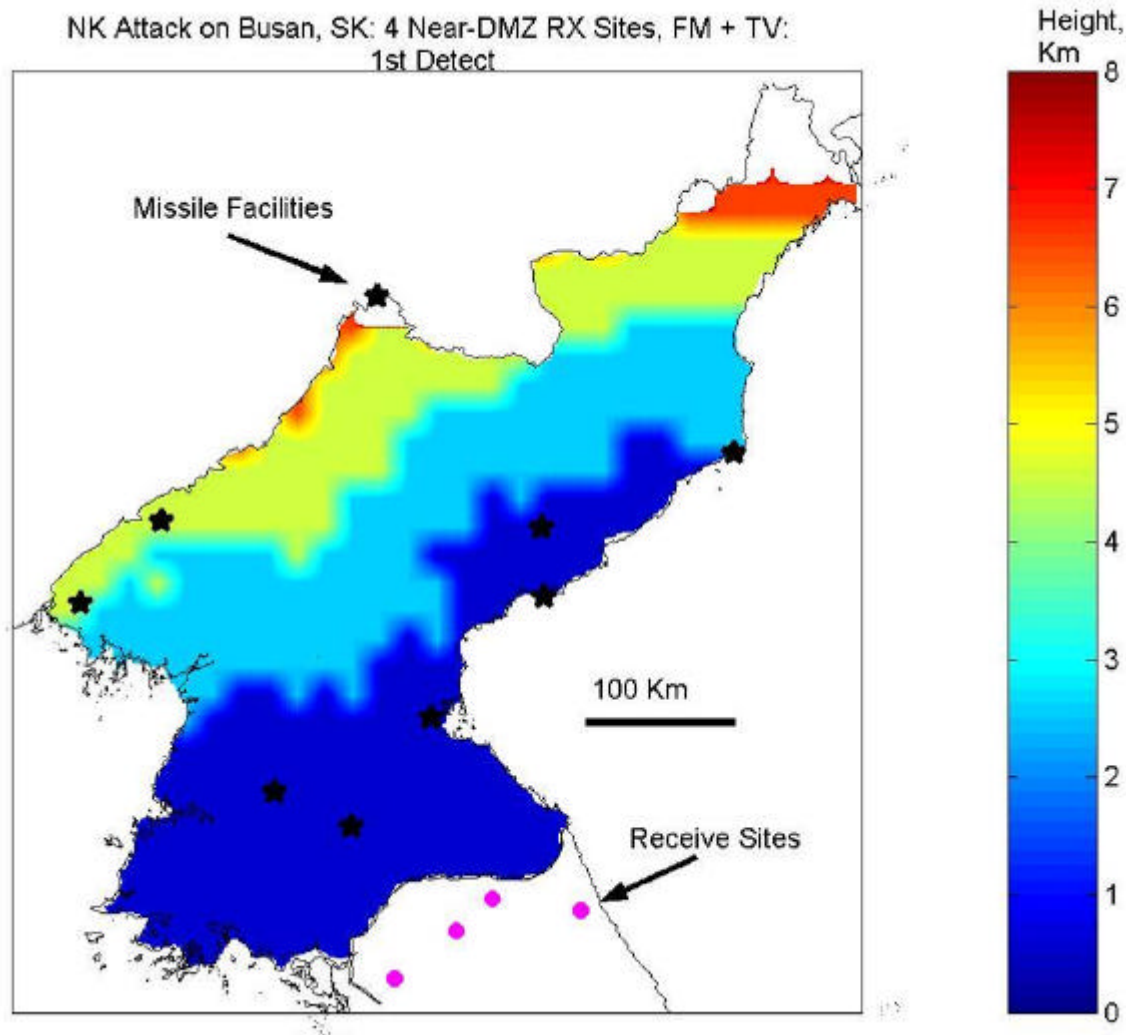 NK Attack on Busan, SK: 4 Near-DMZ RX Sites, FM + TV:
1st Detect
Height,
Km
8
7
6
5
4
3
2
1
0
Missile Facilities
100 Km
Receive Sites